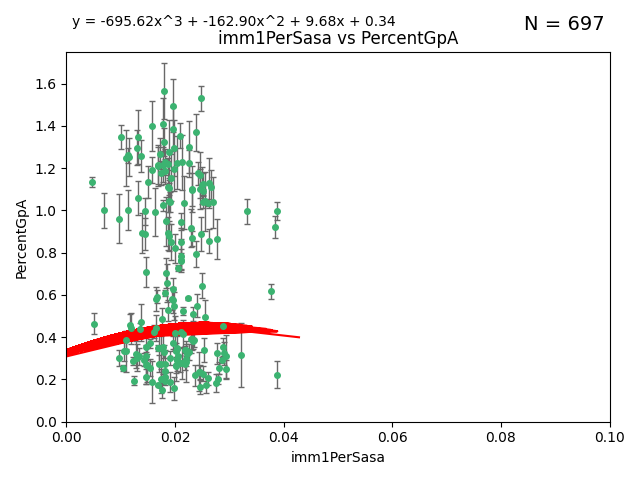 y = -695.62x^3 + -162.90x^2 + 9.68x + 0.34
N = 697
imm1PerSasa vs PercentGpA
PercentGpA
1.6
1.4
1.2
1.0
0.8
0.6
0.4
0.2
0.0
0.00 0.02 0.04 0.06 0.08 0.10
imm1PerSasa